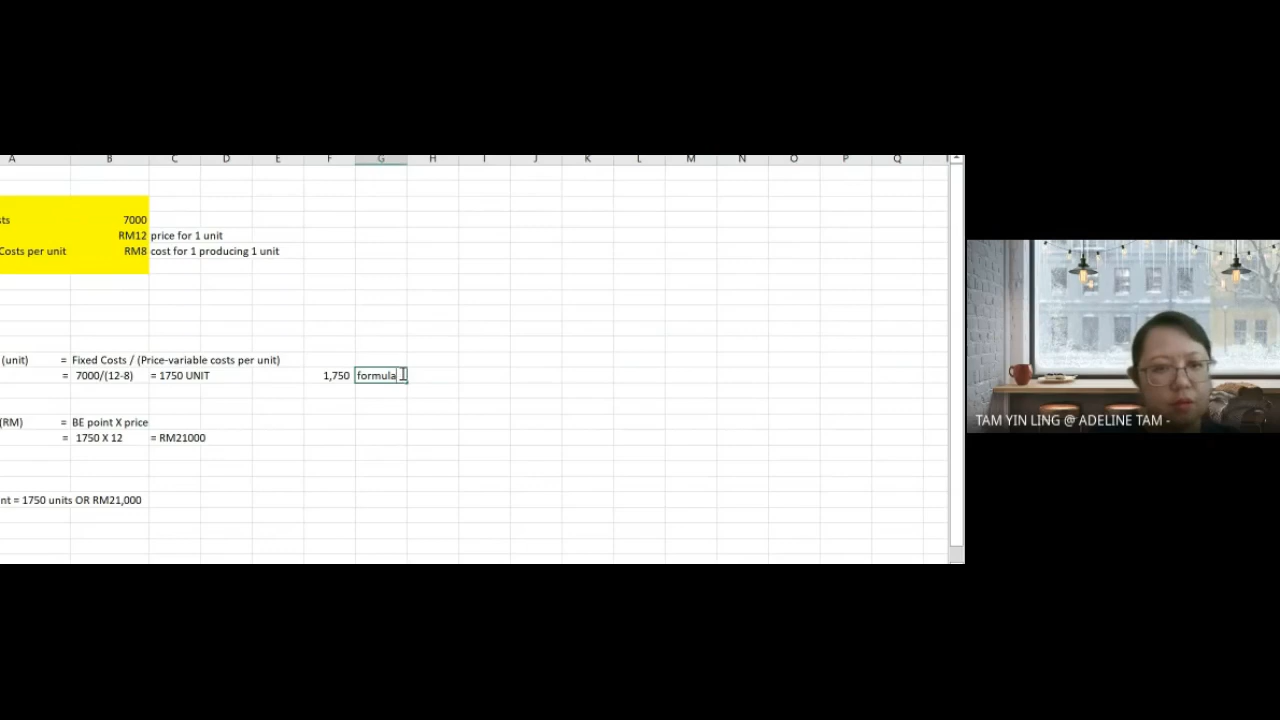 A B C D E F G H I J K L M N O P Q
sts 7000
RM12 price for 1 unit
Costs per unit RM8 cost for 1 producing 1 unit
(unit) = Fixed Costs / (Price-variable costs per unit)
= 7000/(12-8) = 1750 UNIT 1,750 formula
(RM) = BE point X price
= 1750 X 12 = RM21000
nt = 1750 units OR RM21,000
TAM YIN LING @ ADELINE TAM -